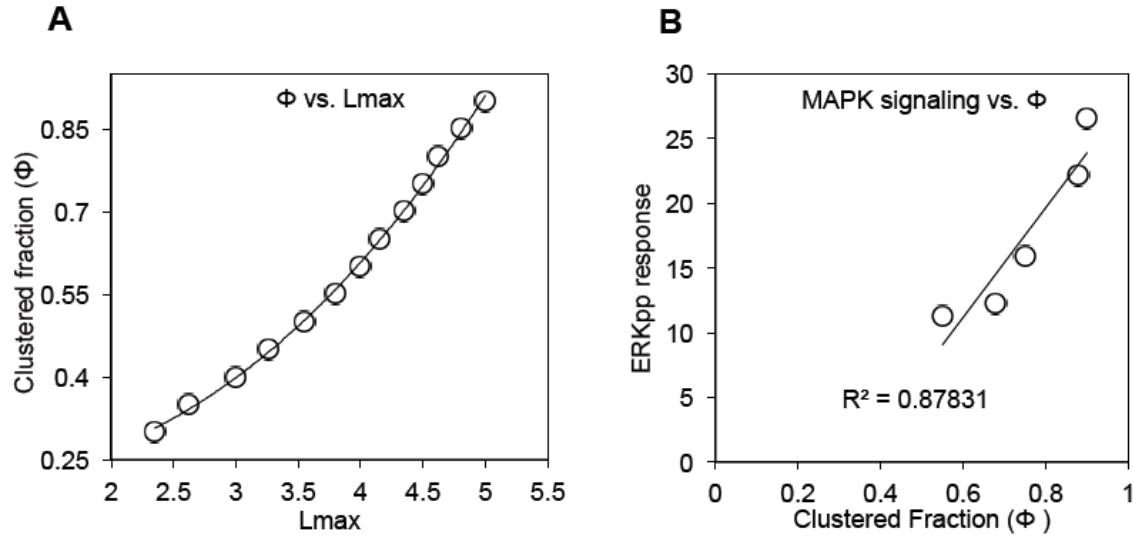 A
Φ vs. Lmax
Clustered fraction (Φ)
0.85
0.7
0.55
0.4
0.25
2 2.5 3 3.5 4 4.5 5 5.5
Lmax
B
MAPK signaling vs. Φ
ERKpp response
30
25
20
15
10
5
0
R² = 0.87831
0 0.2 0.4 0.6 0.8 1
Clustered Fraction (Φ )